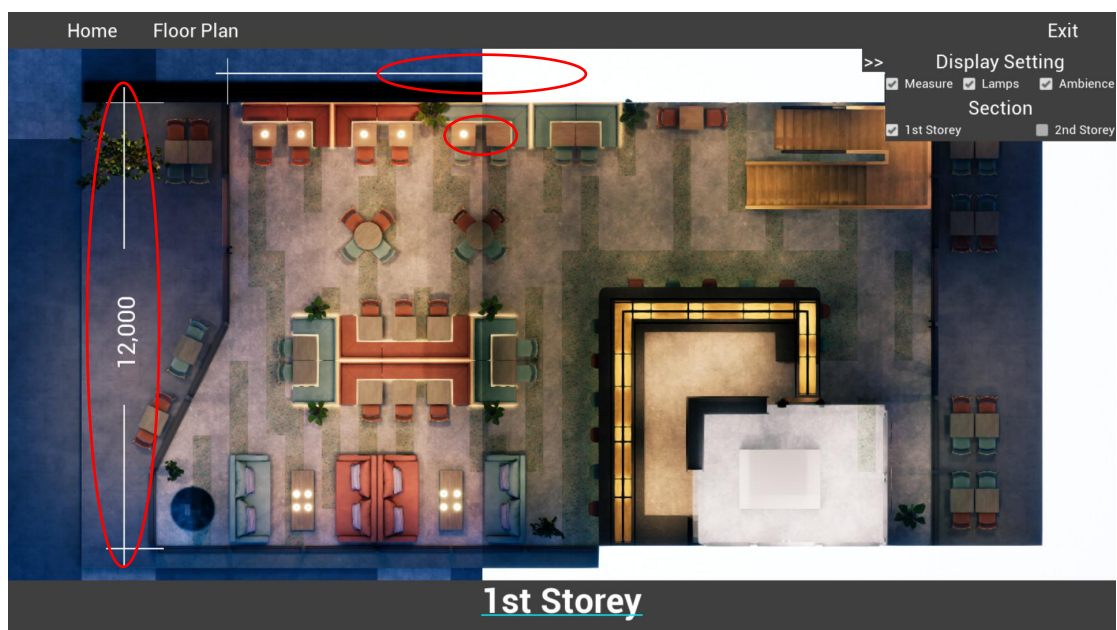 Home Floor Plan Exit
>> Display Setting
Measure Lamps Ambience
Section
1st Storey 2nd Storey
12,000
1st Storey